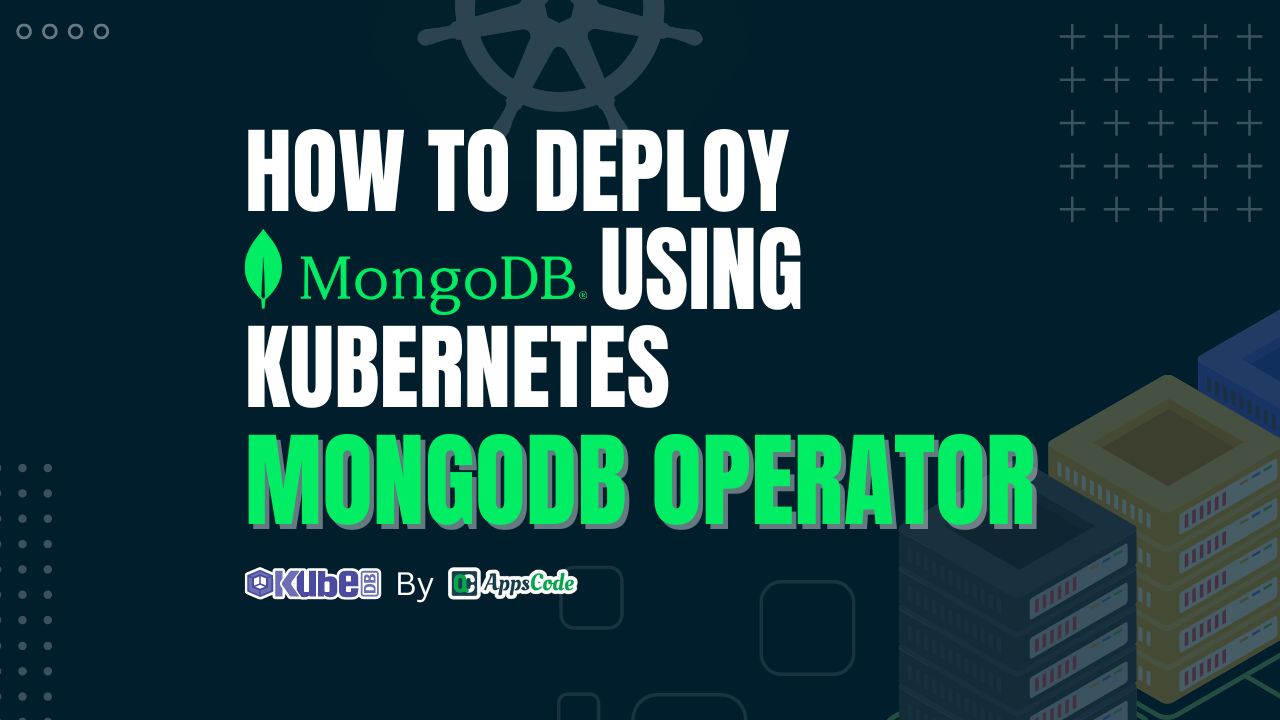 HOW TO DEPLOY
MongoDB® USING
KUBERNETES
MONGODB OPERATOR
KubeDB By AppsCode